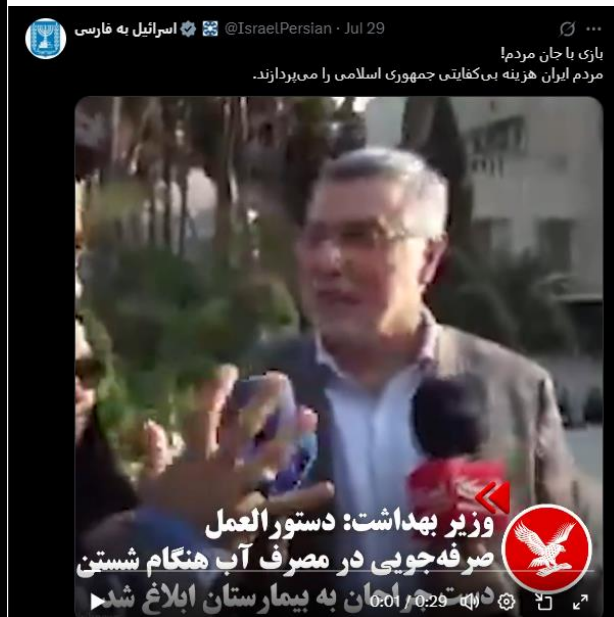 اسرائیل به فارسی @IsraelPersian · Jul 29
بازی با جان مردم!
مردم ایران هزینه بی‌کفایتی جمهوری اسلامی را می‌پردازند.
وزیر بهداشت: دستورالعمل
صرفه‌جویی در مصرف آب هنگام شستن
دست جراحان به بیمارستان ابلاغ شد
0:01 / 0:29